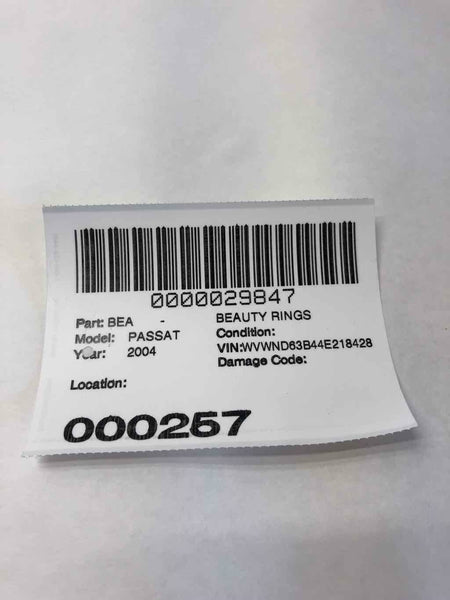 0000029847
Part: BEA - BEAUTY RINGS
Model: PASSAT Condition:
Year: 2004 VIN:WVWND63B44E218428
Damage Code:
Location:
000257